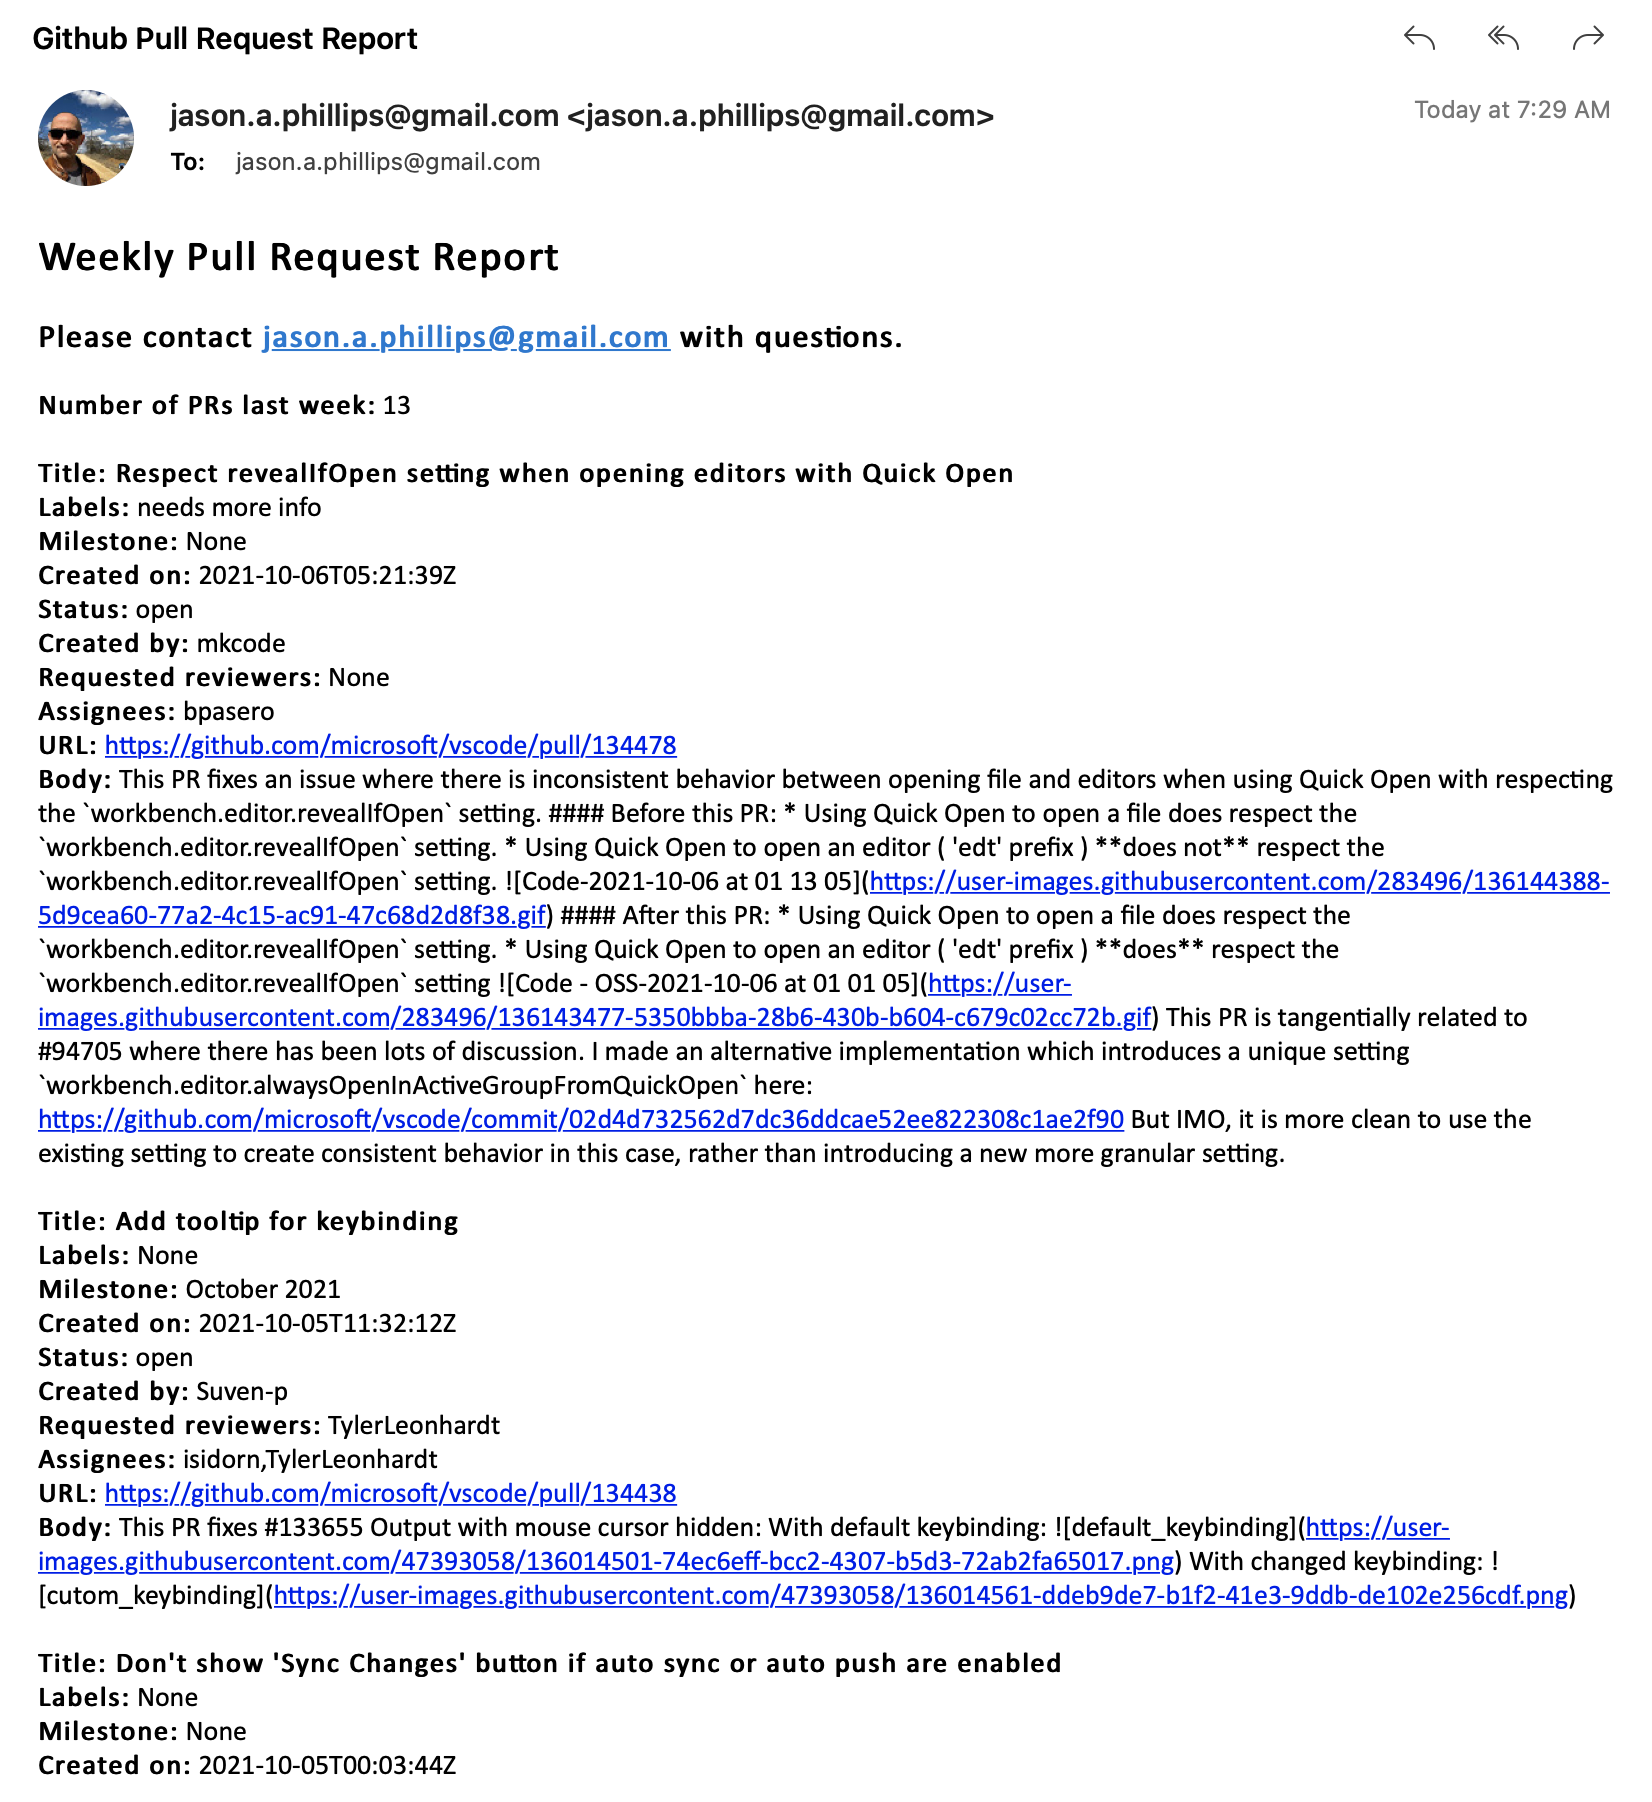 Github Pull Request Report
jason.a.phillips@gmail.com <jason.a.phillips@gmail.com>
Today at 7:29 AM
To: jason.a.phillips@gmail.com
Weekly Pull Request Report
Please contact jason.a.phillips@gmail.com with questions.
Number of PRs last week: 13
Title: Respect revealIfOpen setting when opening editors with Quick Open
Labels: needs more info
Milestone: None
Created on: 2021-10-06T05:21:39Z
Status: open
Created by: mkcode
Requested reviewers: None
Assignees: bpasero
URL: https://github.com/microsoft/vscode/pull/134478
Body: This PR fixes an issue where there is inconsistent behavior between opening file and editors when using Quick Open with respecting
the `workbench.editor.revealIfOpen` setting. #### Before this PR: * Using Quick Open to open a file does respect the
`workbench.editor.revealIfOpen` setting. * Using Quick Open to open an editor ( 'edt' prefix ) **does not** respect the
`workbench.editor.revealIfOpen` setting. ![Code-2021-10-06 at 01 13 05](https://user-images.githubusercontent.com/283496/136144388-
5d9cea60-77a2-4c15-ac91-47c68d2d8f38.gif) #### After this PR: * Using Quick Open to open a file does respect the
`workbench.editor.revealIfOpen` setting. * Using Quick Open to open an editor ( 'edt' prefix ) **does** respect the
`workbench.editor.revealIfOpen` setting ![Code - OSS-2021-10-06 at 01 01 05](https://user-
images.githubusercontent.com/283496/136143477-5350bbba-28b6-430b-b604-c679c02cc72b.gif) This PR is tangentially related to
#94705 where there has been lots of discussion. I made an alternative implementation which introduces a unique setting
`workbench.editor.alwaysOpenInActiveGroupFromQuickOpen` here:
https://github.com/microsoft/vscode/commit/02d4d732562d7dc36ddcae52ee822308c1ae2f90 But IMO, it is more clean to use the
existing setting to create consistent behavior in this case, rather than introducing a new more granular setting.
Title: Add tooltip for keybinding
Labels: None
Milestone: October 2021
Created on: 2021-10-05T11:32:12Z
Status: open
Created by: Suven-p
Requested reviewers: TylerLeonhardt
Assignees: isidorn,TylerLeonhardt
URL: https://github.com/microsoft/vscode/pull/134438
Body: This PR fixes #133655 Output with mouse cursor hidden: With default keybinding: ![default_keybinding](https://user-
images.githubusercontent.com/47393058/136014501-74ec6eff-bcc2-4307-b5d3-72ab2fa65017.png) With changed keybinding: !
[cutom_keybinding](https://user-images.githubusercontent.com/47393058/136014561-ddeb9de7-b1f2-41e3-9ddb-de102e256cdf.png)
Title: Don't show 'Sync Changes' button if auto sync or auto push are enabled
Labels: None
Milestone: None
Created on: 2021-10-05T00:03:44Z